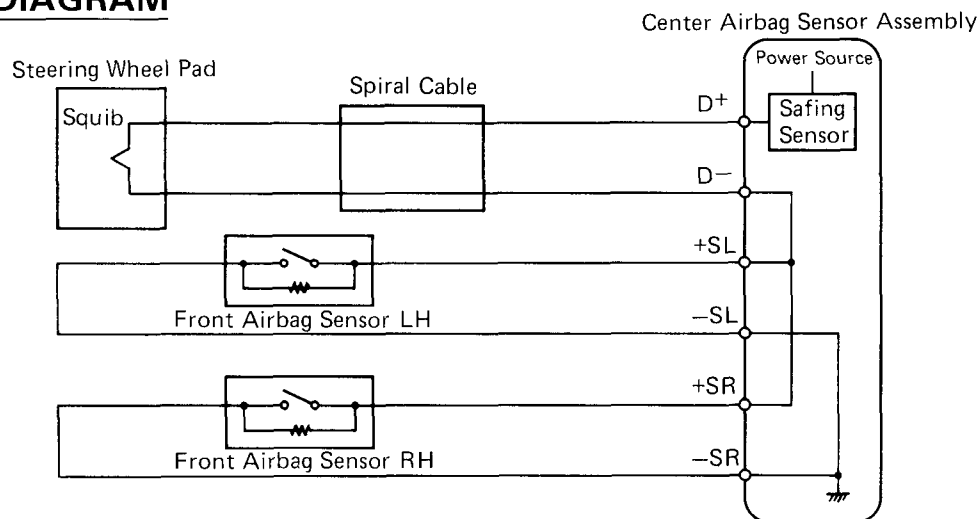 DIAGRAM
Center Airbag Sensor Assembly
Power Source
Safing
Sensor
Steering Wheel Pad
Squib
Spiral Cable
D+
D−
+SL
−SL
Front Airbag Sensor LH
+SR
−SR
Front Airbag Sensor RH